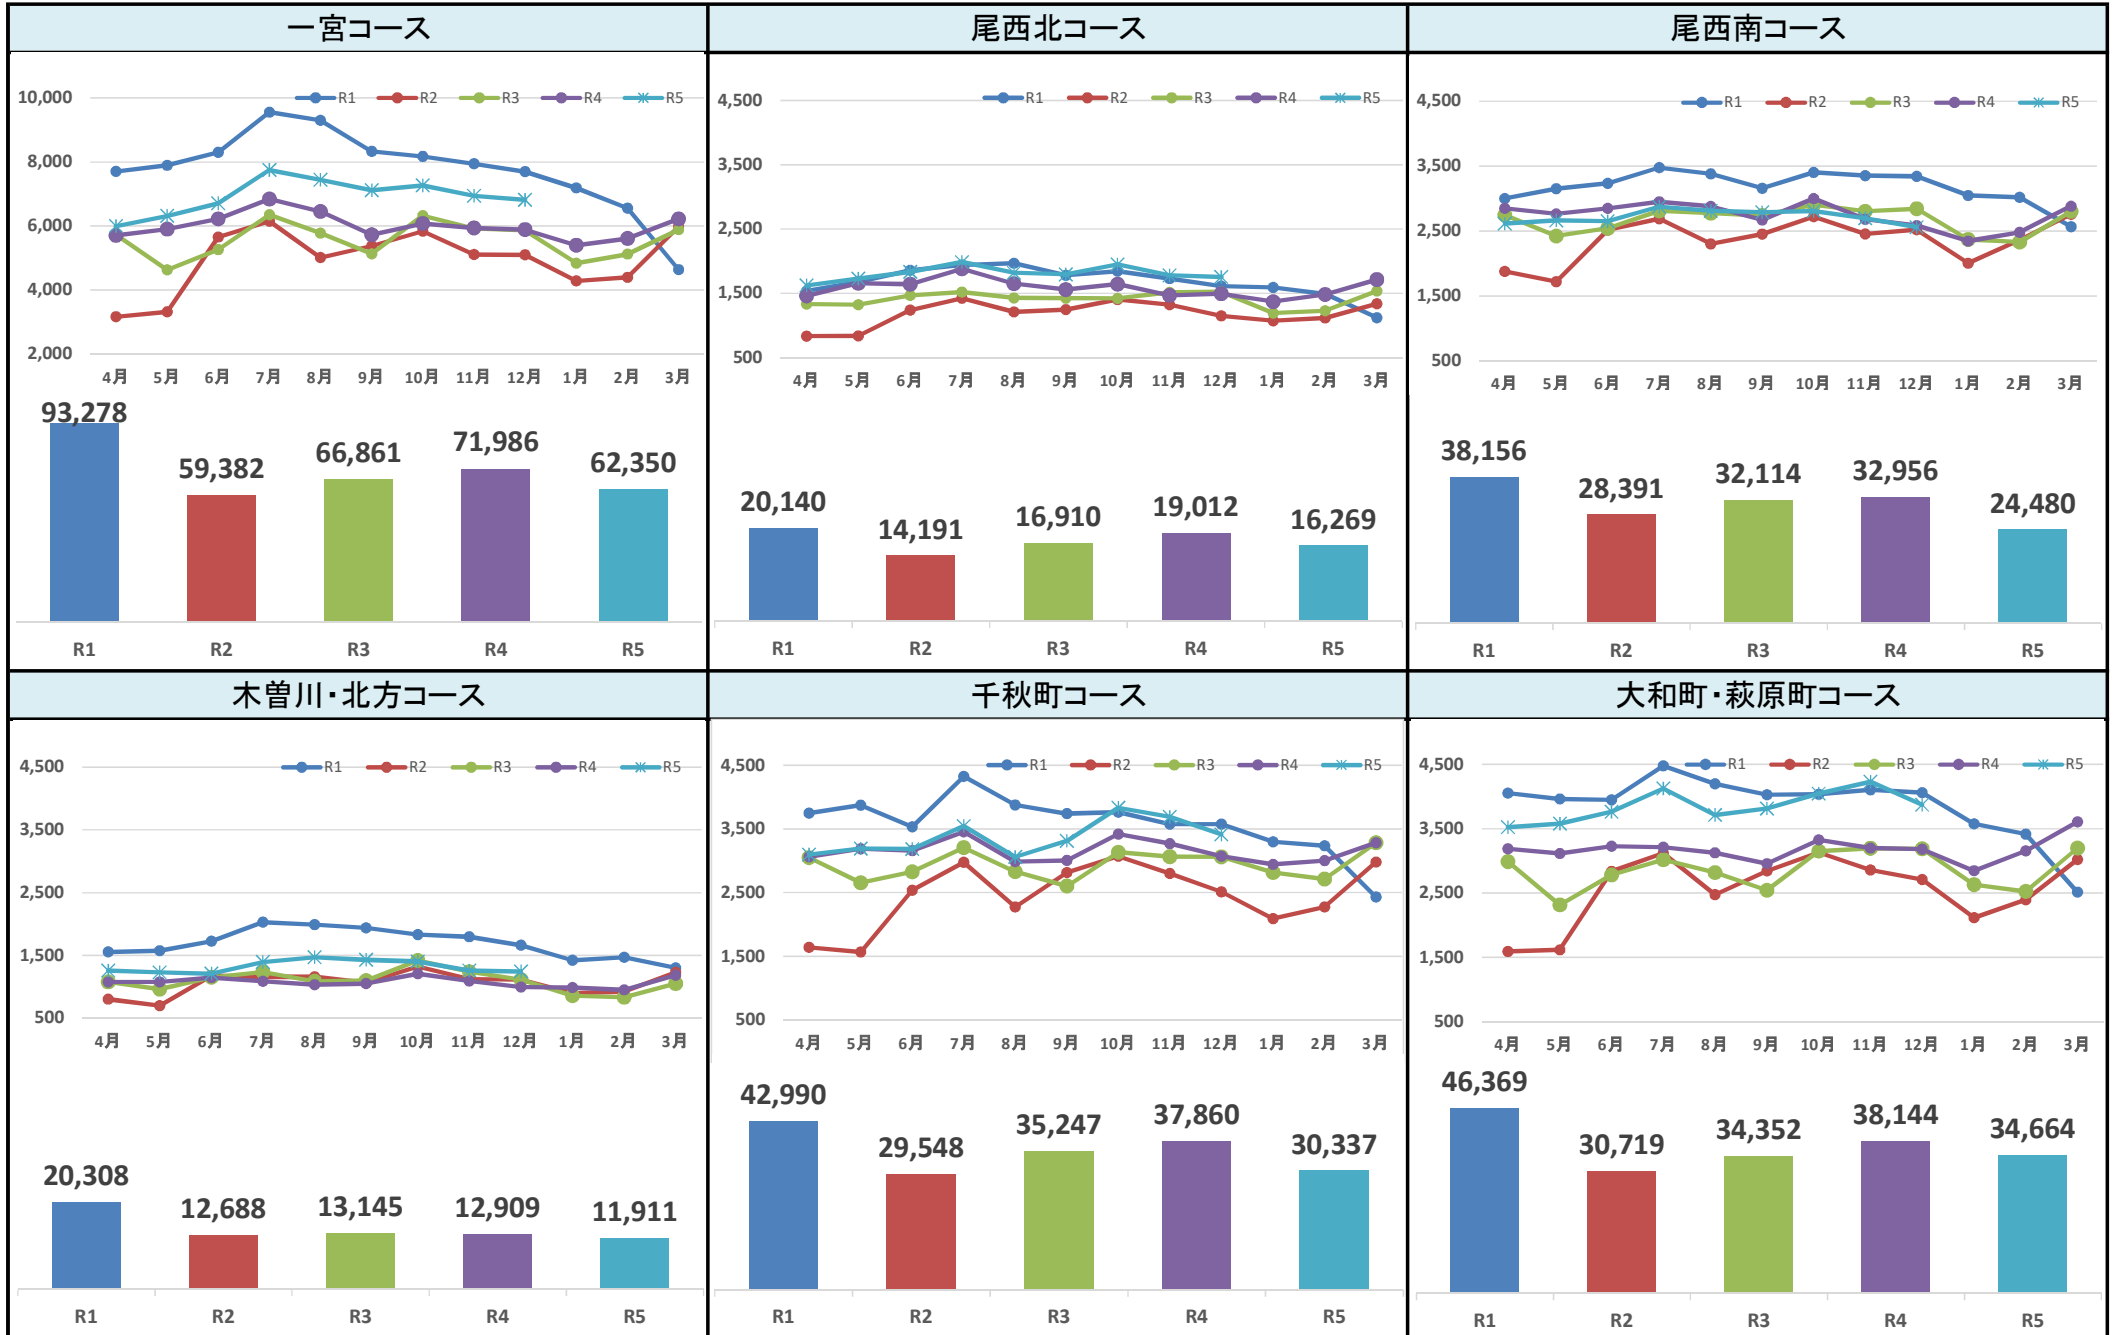 一宮コース
R1 R2 R3 R4 R5
10,000
8,000
6,000
4,000
2,000
4月 5月 6月 7月 8月 9月 10月 11月 12月 1月 2月 3月
93,278
59,382
66,861
71,986
62,350
R1 R2 R3 R4 R5
尾西北コース
R1 R2 R3 R4 R5
4,500
3,500
2,500
1,500
500
4月 5月 6月 7月 8月 9月 10月 11月 12月 1月 2月 3月
20,140
14,191
16,910
19,012
16,269
R1 R2 R3 R4 R5
尾西南コース
R1 R2 R3 R4 R5
4,500
3,500
2,500
1,500
500
4月 5月 6月 7月 8月 9月 10月 11月 12月 1月 2月 3月
38,156
28,391
32,114
32,956
24,480
R1 R2 R3 R4 R5
木曽川・北方コース
R1 R2 R3 R4 R5
4,500
3,500
2,500
1,500
500
4月 5月 6月 7月 8月 9月 10月 11月 12月 1月 2月 3月
20,308
12,688
13,145
12,909
11,911
R1 R2 R3 R4 R5
千秋町コース
R1 R2 R3 R4 R5
4,500
3,500
2,500
1,500
500
4月 5月 6月 7月 8月 9月 10月 11月 12月 1月 2月 3月
42,990
29,548
35,247
37,860
30,337
R1 R2 R3 R4 R5
大和町・萩原町コース
R1 R2 R3 R4 R5
4,500
3,500
2,500
1,500
500
4月 5月 6月 7月 8月 9月 10月 11月 12月 1月 2月 3月
46,369
30,719
34,352
38,144
34,664
R1 R2 R3 R4 R5